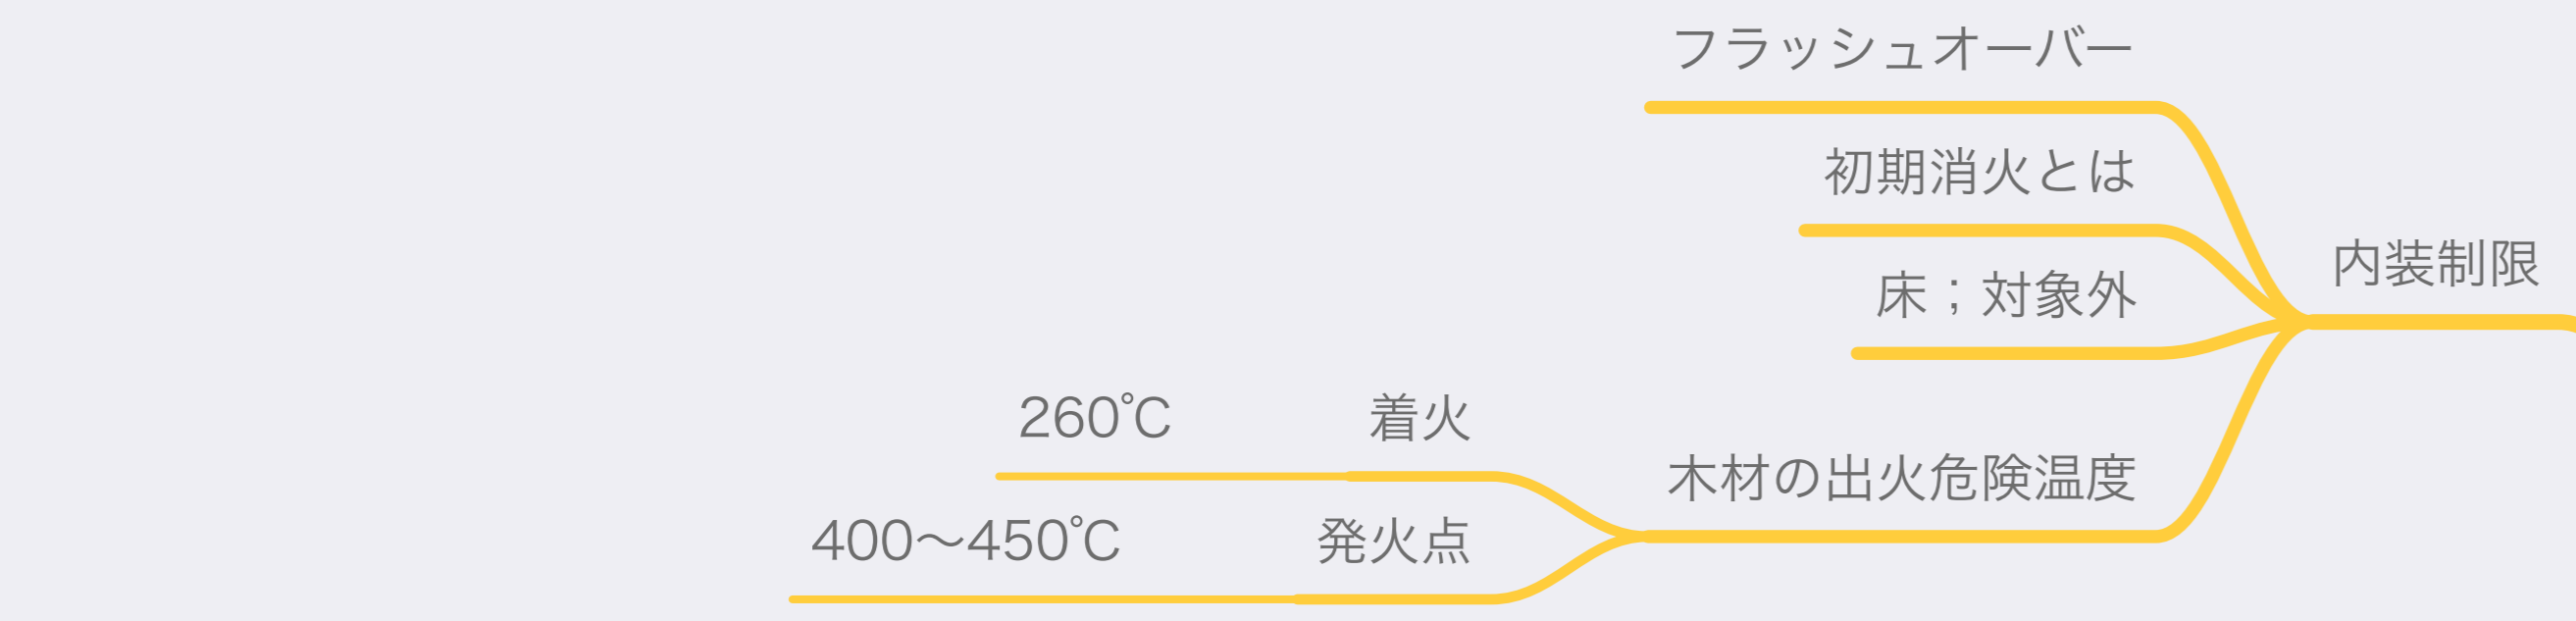 フラッシュオーバー
初期消火とは
内装制限
床；対象外
260℃ 着火
木材の出火危険温度
400〜450℃ 発火点